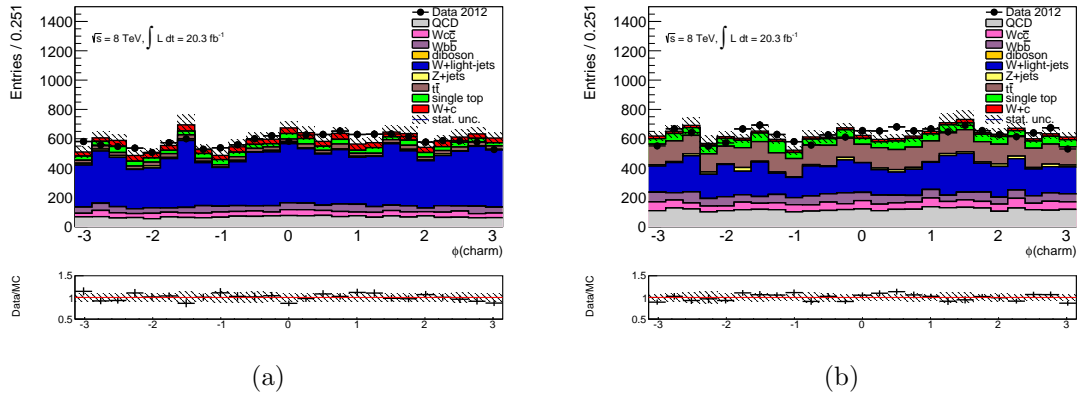 Entries / 0.251
1400
1200
1000
800
600
400
200
0
√s = 8 TeV, ∫ L dt = 20.3 fb⁻¹
Data 2012
QCD
Wcc̅
Wbb̅
diboson
W+light-jets
Z+jets
tt̅
single top
W+c
stat. unc.
-3 -2 -1 0 1 2 3
ϕ(charm)
Data/MC
1.5
1
0.5
-3 -2 -1 0 1 2 3
(a)
Entries / 0.251
1400
1200
1000
800
600
400
200
0
√s = 8 TeV, ∫ L dt = 20.3 fb⁻¹
Data 2012
QCD
Wcc̅
Wbb̅
diboson
W+light-jets
Z+jets
tt̅
single top
W+c
stat. unc.
-3 -2 -1 0 1 2 3
ϕ(charm)
Data/MC
1.5
1
0.5
-3 -2 -1 0 1 2 3
(b)